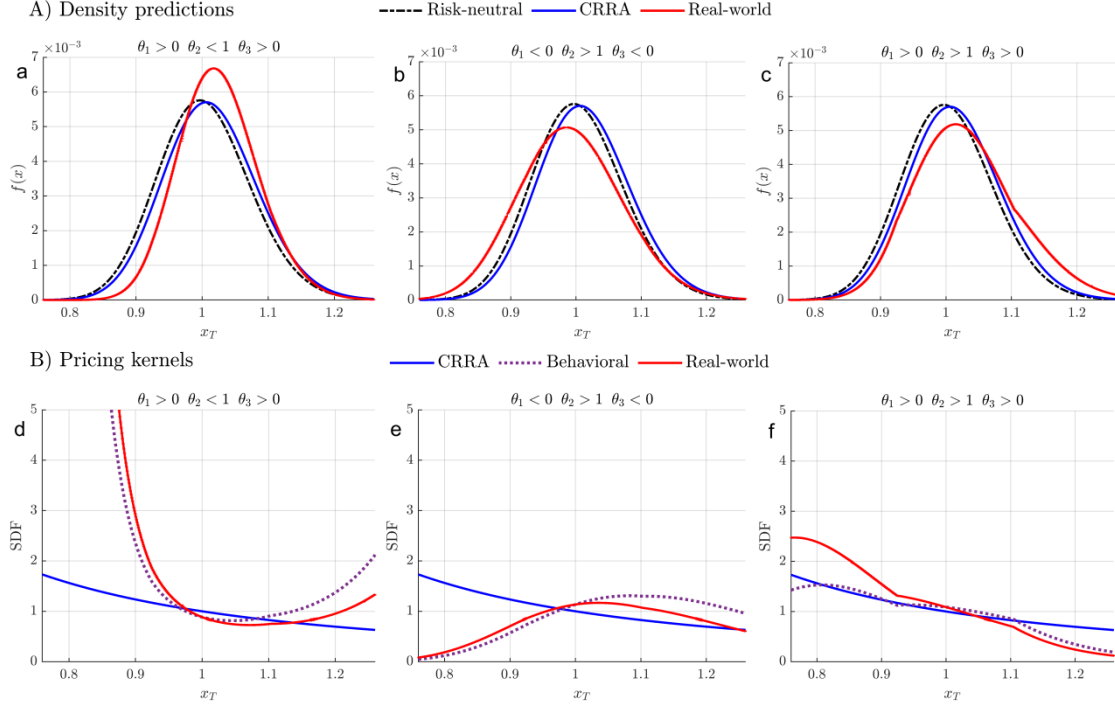 A) Density predictions
Risk-neutral CRRA Real-world
×10⁻³ θ₁ > 0 θ₂ < 1 θ₃ > 0
a
7
6
5
4
3
2
1
0
f(x)
0.8 0.9 1 1.1 1.2
x_T
×10⁻³ θ₁ < 0 θ₂ > 1 θ₃ < 0
b
7
6
5
4
3
2
1
0
f(x)
0.8 0.9 1 1.1 1.2
x_T
×10⁻³ θ₁ > 0 θ₂ > 1 θ₃ > 0
c
7
6
5
4
3
2
1
0
f(x)
0.8 0.9 1 1.1 1.2
x_T
B) Pricing kernels
CRRA Behavioral Real-world
θ₁ > 0 θ₂ < 1 θ₃ > 0
d
5
4
3
2
1
0
SDF
0.8 0.9 1 1.1 1.2
x_T
θ₁ < 0 θ₂ > 1 θ₃ < 0
e
5
4
3
2
1
0
SDF
0.8 0.9 1 1.1 1.2
x_T
θ₁ > 0 θ₂ > 1 θ₃ > 0
f
5
4
3
2
1
0
SDF
0.8 0.9 1 1.1 1.2
x_T